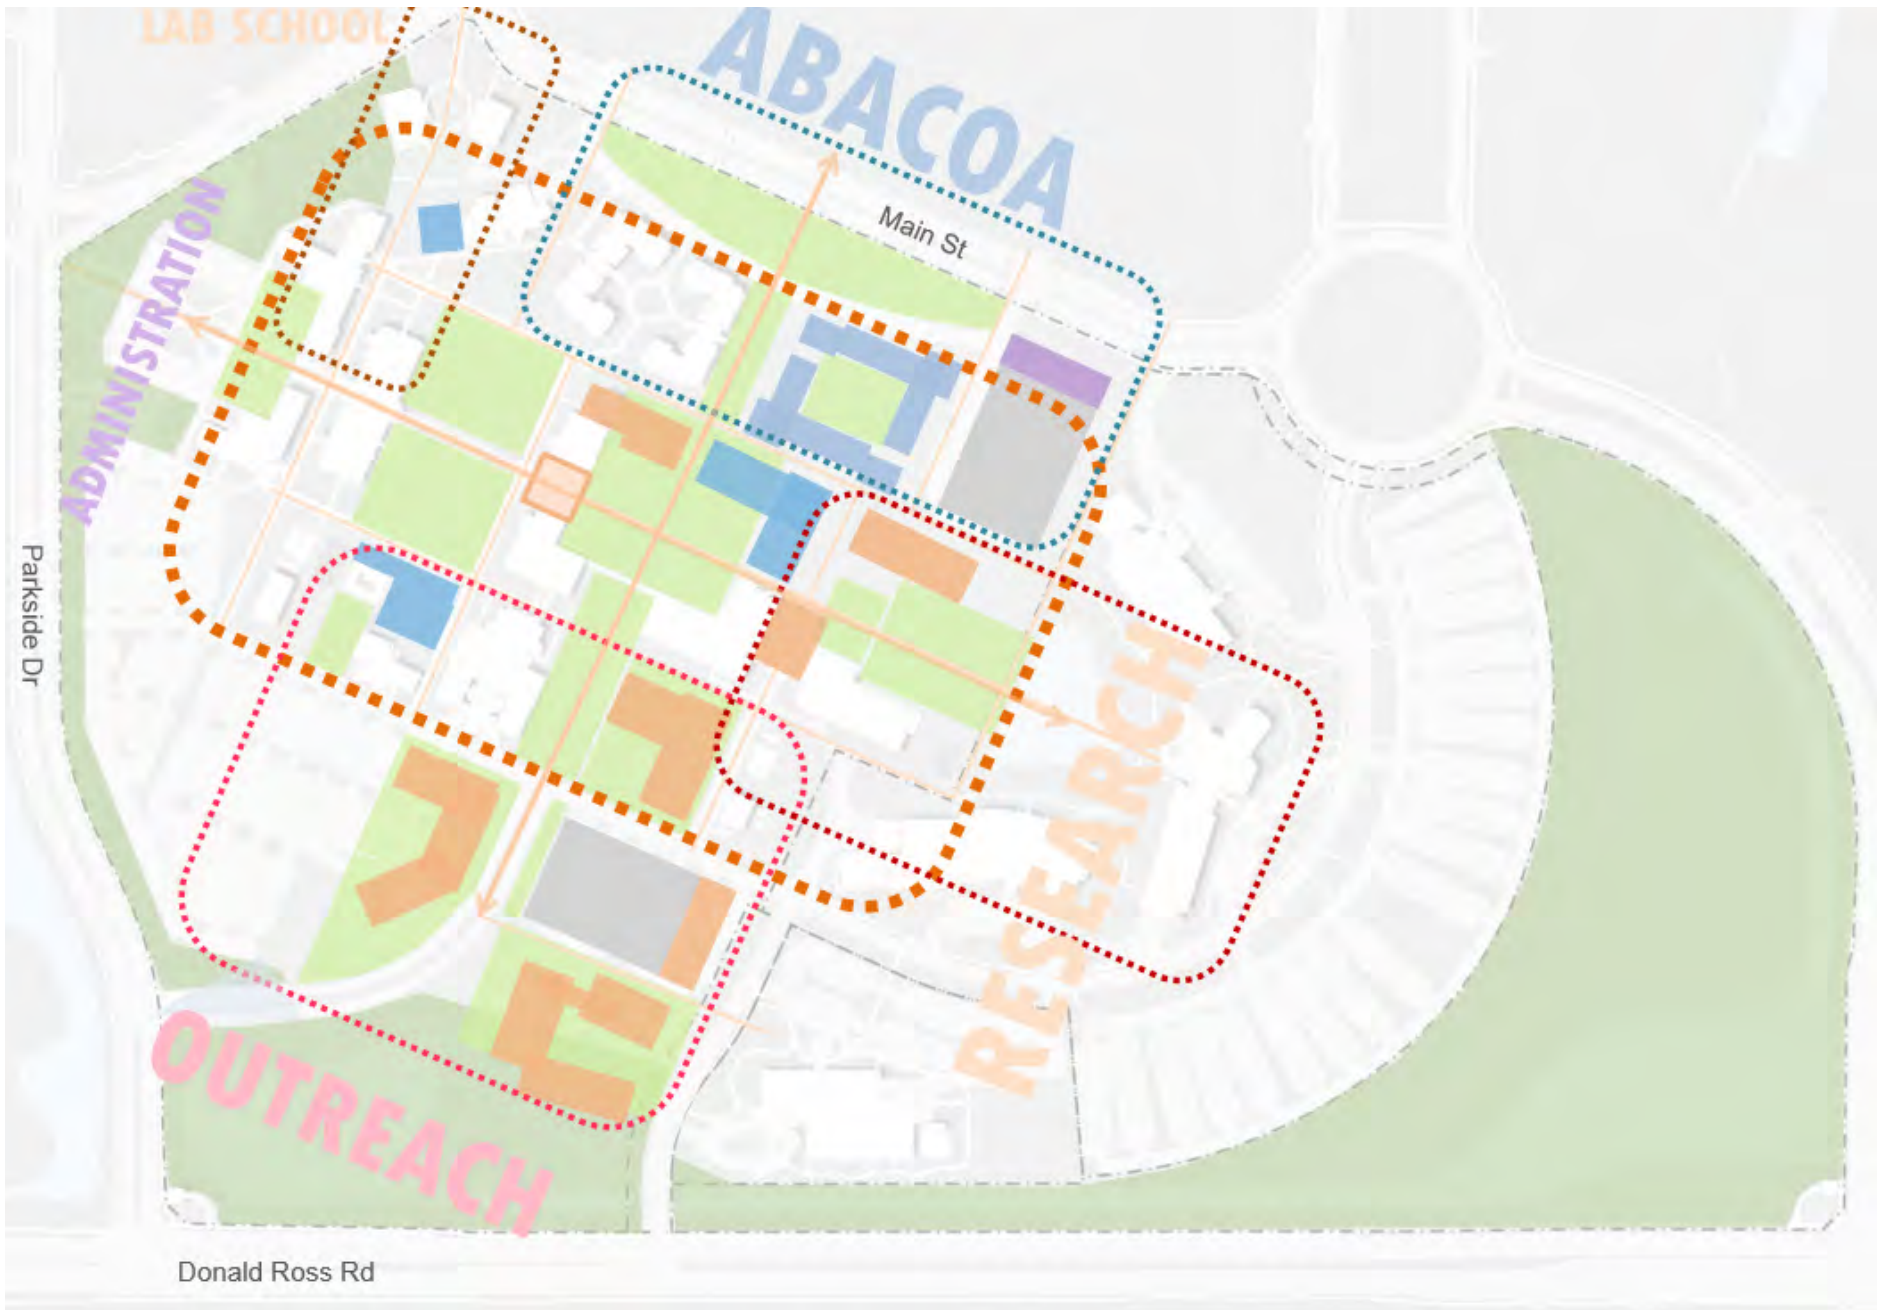 LAB SCHOOL
ABACOA
Main St
ADMINISTRATION
Parkside Dr
RESEARCH
OUTREACH
Donald Ross Rd